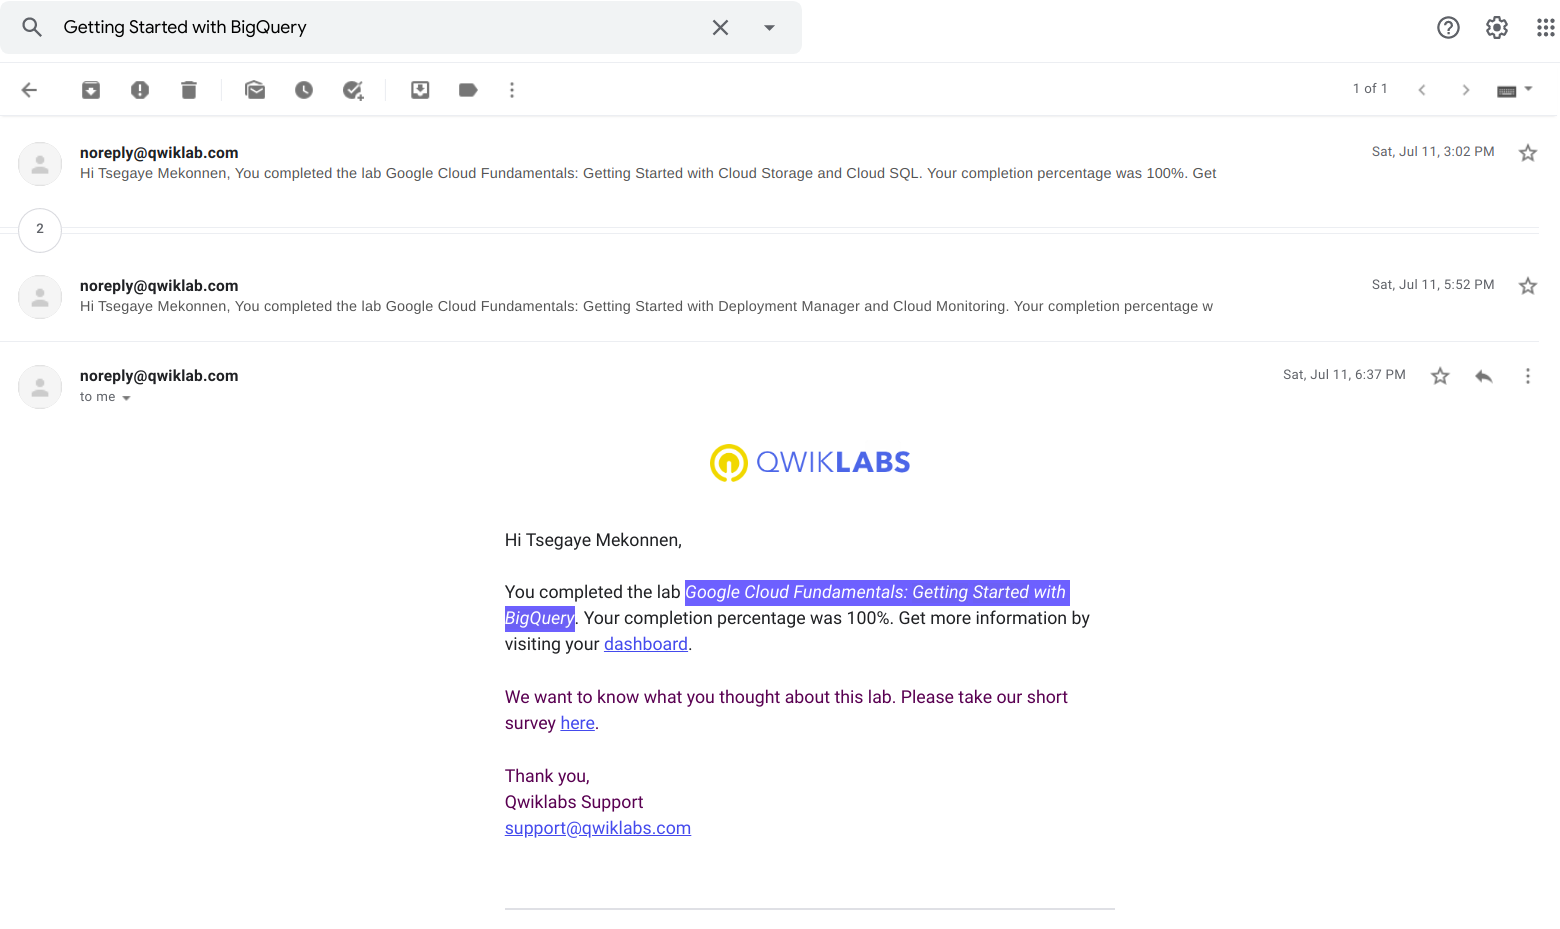 Getting Started with BigQuery
1 of 1
noreply@qwiklab.com
Sat, Jul 11, 3:02 PM
Hi Tsegaye Mekonnen, You completed the lab Google Cloud Fundamentals: Getting Started with Cloud Storage and Cloud SQL. Your completion percentage was 100%. Get
2
noreply@qwiklab.com
Sat, Jul 11, 5:52 PM
Hi Tsegaye Mekonnen, You completed the lab Google Cloud Fundamentals: Getting Started with Deployment Manager and Cloud Monitoring. Your completion percentage w
noreply@qwiklab.com
Sat, Jul 11, 6:37 PM
to me
QWIKLABS
Hi Tsegaye Mekonnen,
You completed the lab Google Cloud Fundamentals: Getting Started with
BigQuery. Your completion percentage was 100%. Get more information by
visiting your dashboard.
We want to know what you thought about this lab. Please take our short
survey here.
Thank you,
Qwiklabs Support
support@qwiklabs.com